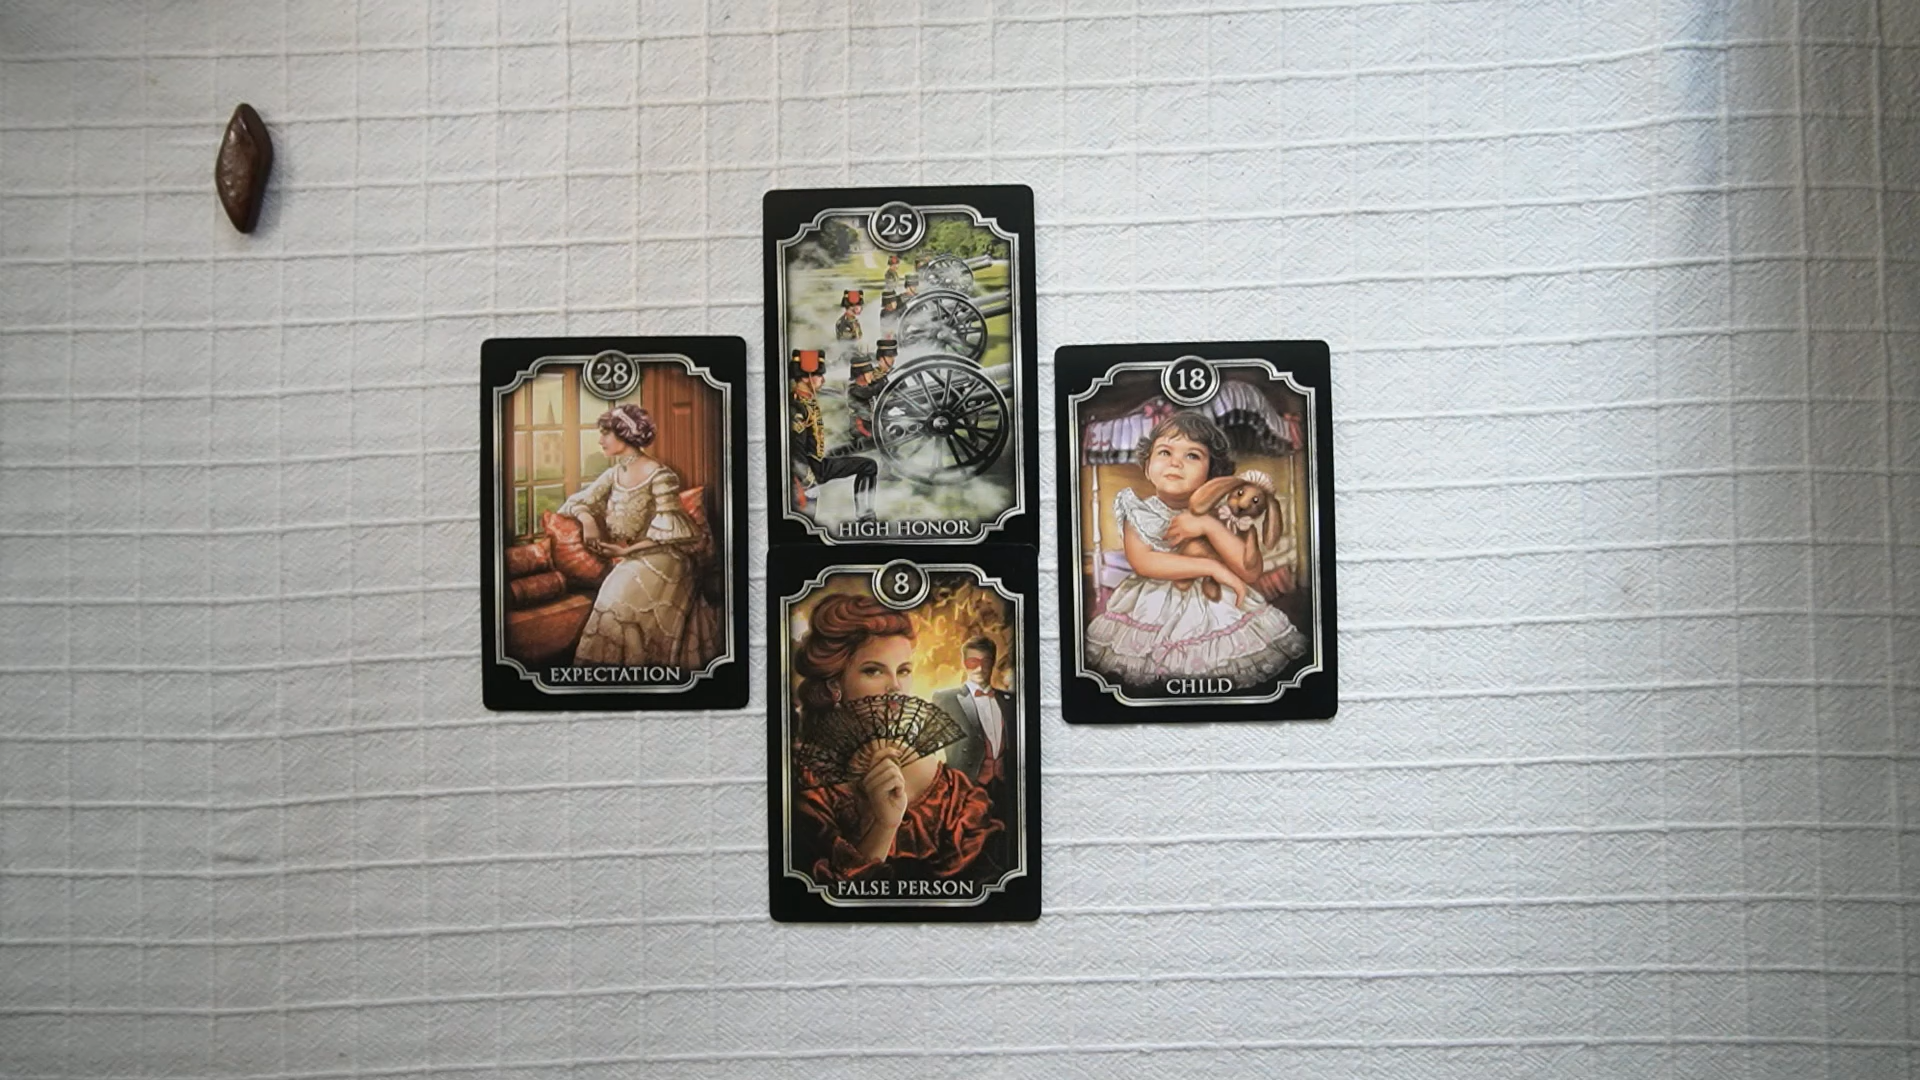 28
EXPECTATION
25
HIGH HONOR
8
FALSE PERSON
18
CHILD